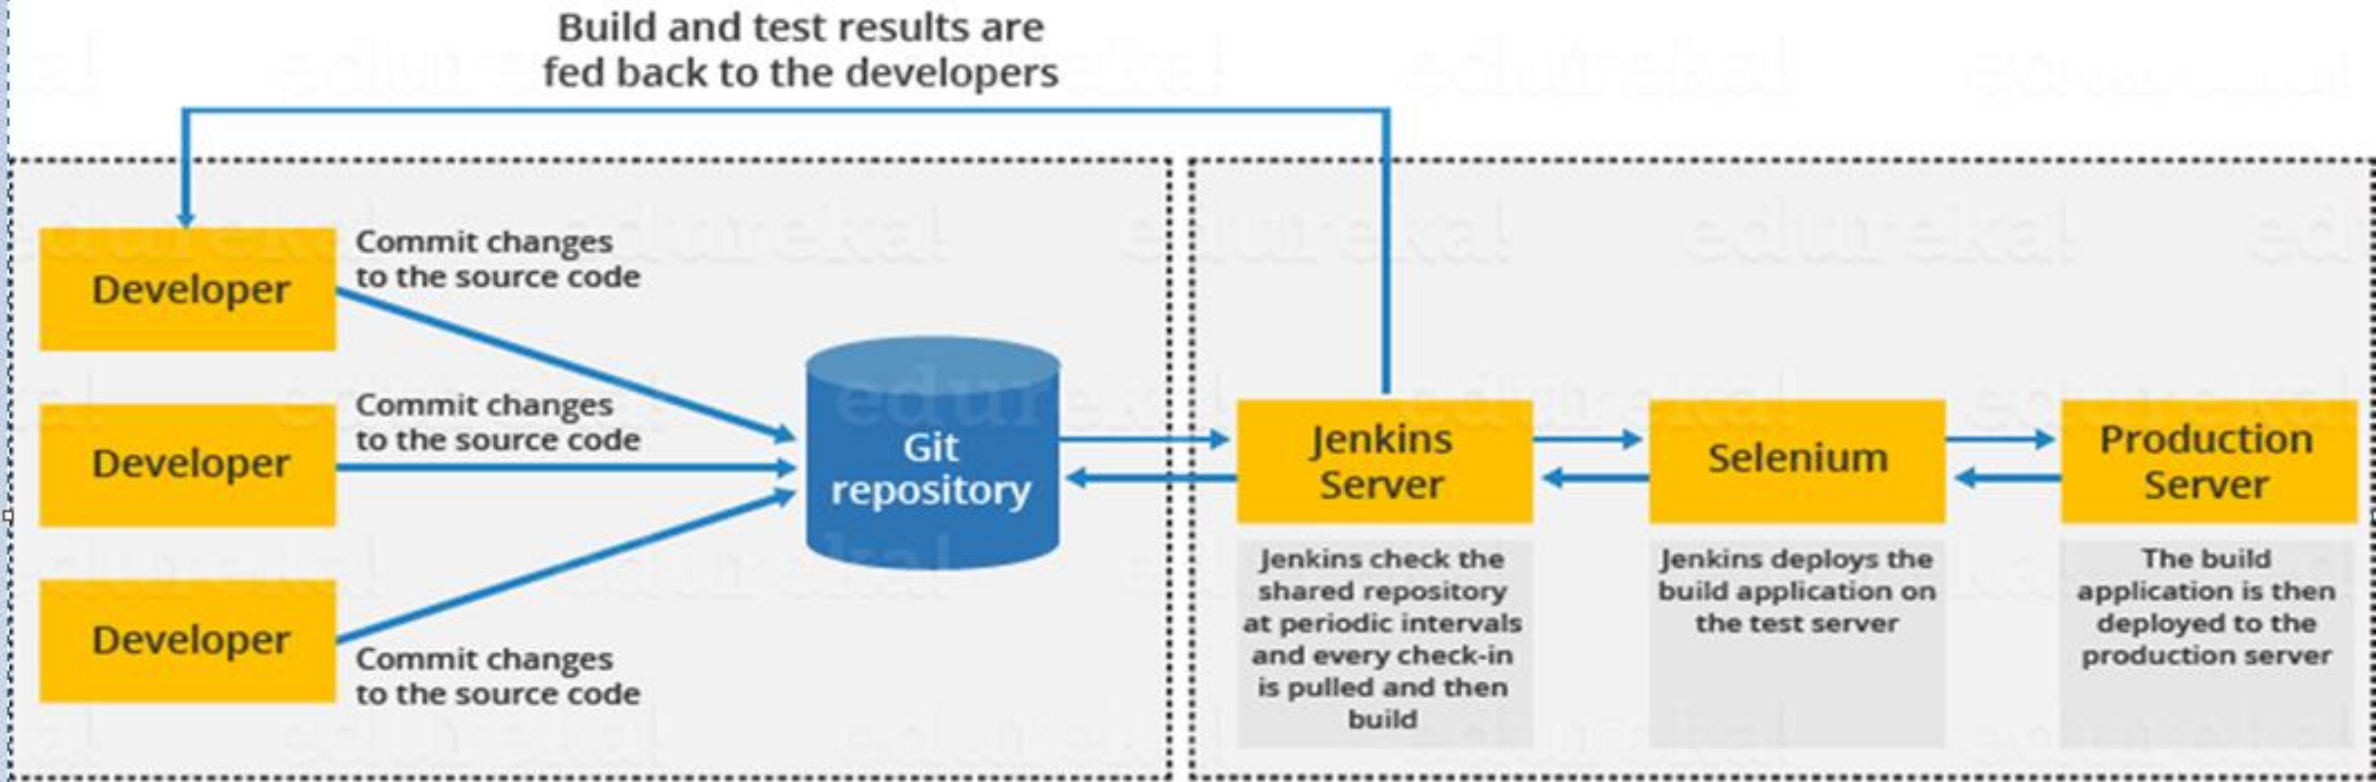 Build and test results are
fed back to the developers
Developer
Commit changes
to the source code
Developer
Commit changes
to the source code
Developer
Commit changes
to the source code
Git
repository
Jenkins
Server
Jenkins check the
shared repository
at periodic intervals
and every check-in
is pulled and then
build
Selenium
Jenkins deploys the
build application on
the test server
Production
Server
The build
application is then
deployed to the
production server
edureka!